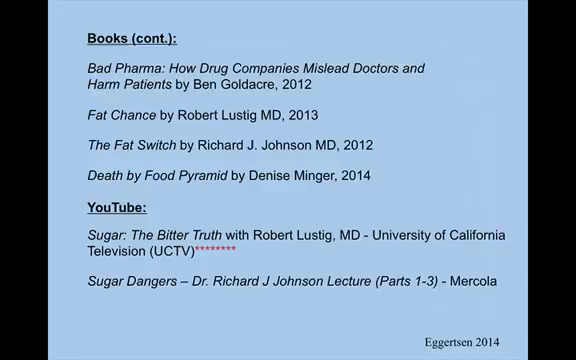 Books (cont.):
Bad Pharma: How Drug Companies Mislead Doctors and
Harm Patients by Ben Goldacre, 2012
Fat Chance by Robert Lustig MD, 2013
The Fat Switch by Richard J. Johnson MD, 2012
Death by Food Pyramid by Denise Minger, 2014
YouTube:
Sugar: The Bitter Truth with Robert Lustig, MD - University of California
Television (UCTV)********
Sugar Dangers – Dr. Richard J Johnson Lecture (Parts 1-3) - Mercola
Eggertsen 2014